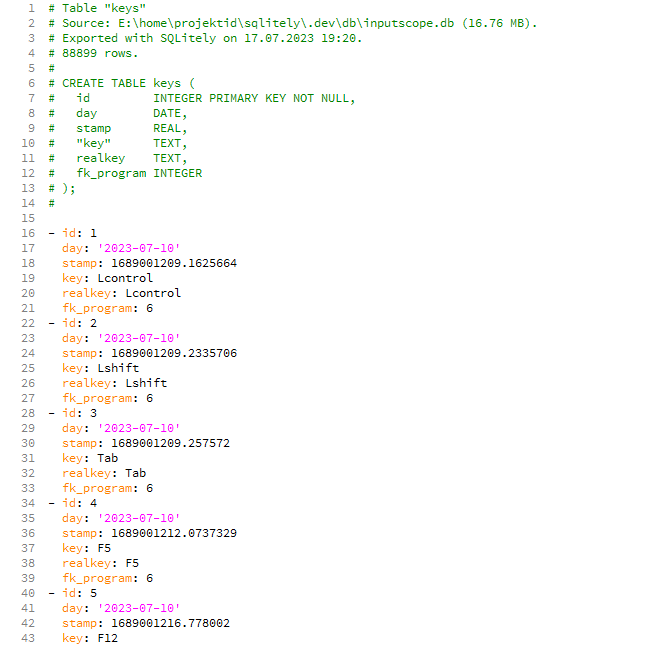 1 # Table "keys"
2 # Source: E:\home\projektid\sqlitely\.dev\db\inputscope.db (16.76 MB).
3 # Exported with SQLitely on 17.07.2023 19:20.
4 # 88899 rows.
5 #
6 # CREATE TABLE keys (
7 #   id         INTEGER PRIMARY KEY NOT NULL,
8 #   day        DATE,
9 #   stamp      REAL,
10 #   "key"      TEXT,
11 #   realkey    TEXT,
12 #   fk_program INTEGER
13 # );
14 #
15
16 - id: 1
17   day: '2023-07-10'
18   stamp: 1689001209.1625664
19   key: Lcontrol
20   realkey: Lcontrol
21   fk_program: 6
22 - id: 2
23   day: '2023-07-10'
24   stamp: 1689001209.2335706
25   key: Lshift
26   realkey: Lshift
27   fk_program: 6
28 - id: 3
29   day: '2023-07-10'
30   stamp: 1689001209.257572
31   key: Tab
32   realkey: Tab
33   fk_program: 6
34 - id: 4
35   day: '2023-07-10'
36   stamp: 1689001212.0737329
37   key: F5
38   realkey: F5
39   fk_program: 6
40 - id: 5
41   day: '2023-07-10'
42   stamp: 1689001216.778002
43   key: F12